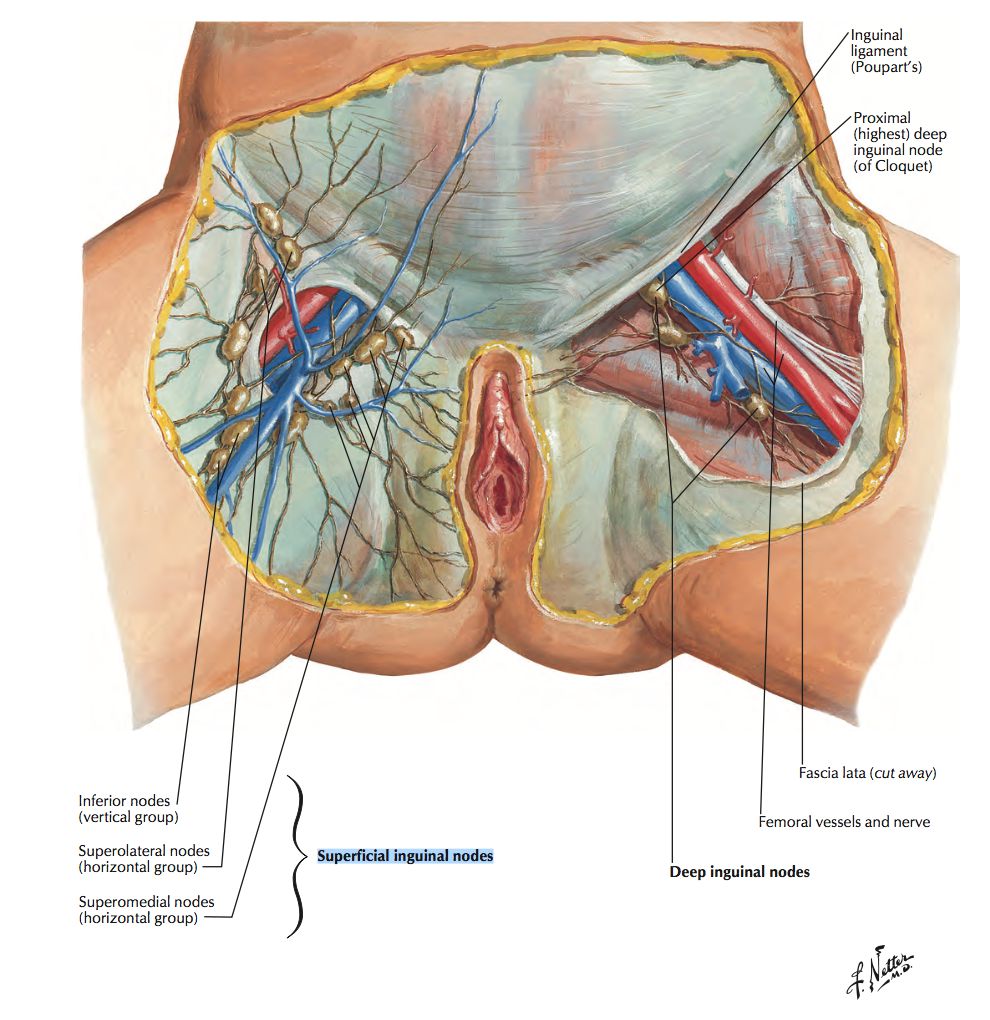 Inguinal
ligament
(Poupart's)
Proximal
(highest) deep
inguinal node
(of Cloquet)
Fascia lata (cut away)
Femoral vessels and nerve
Deep inguinal nodes
Inferior nodes
(vertical group)
Superolateral nodes
(horizontal group)
Superomedial nodes
(horizontal group)
Superficial inguinal nodes
F. Netter
M.D.